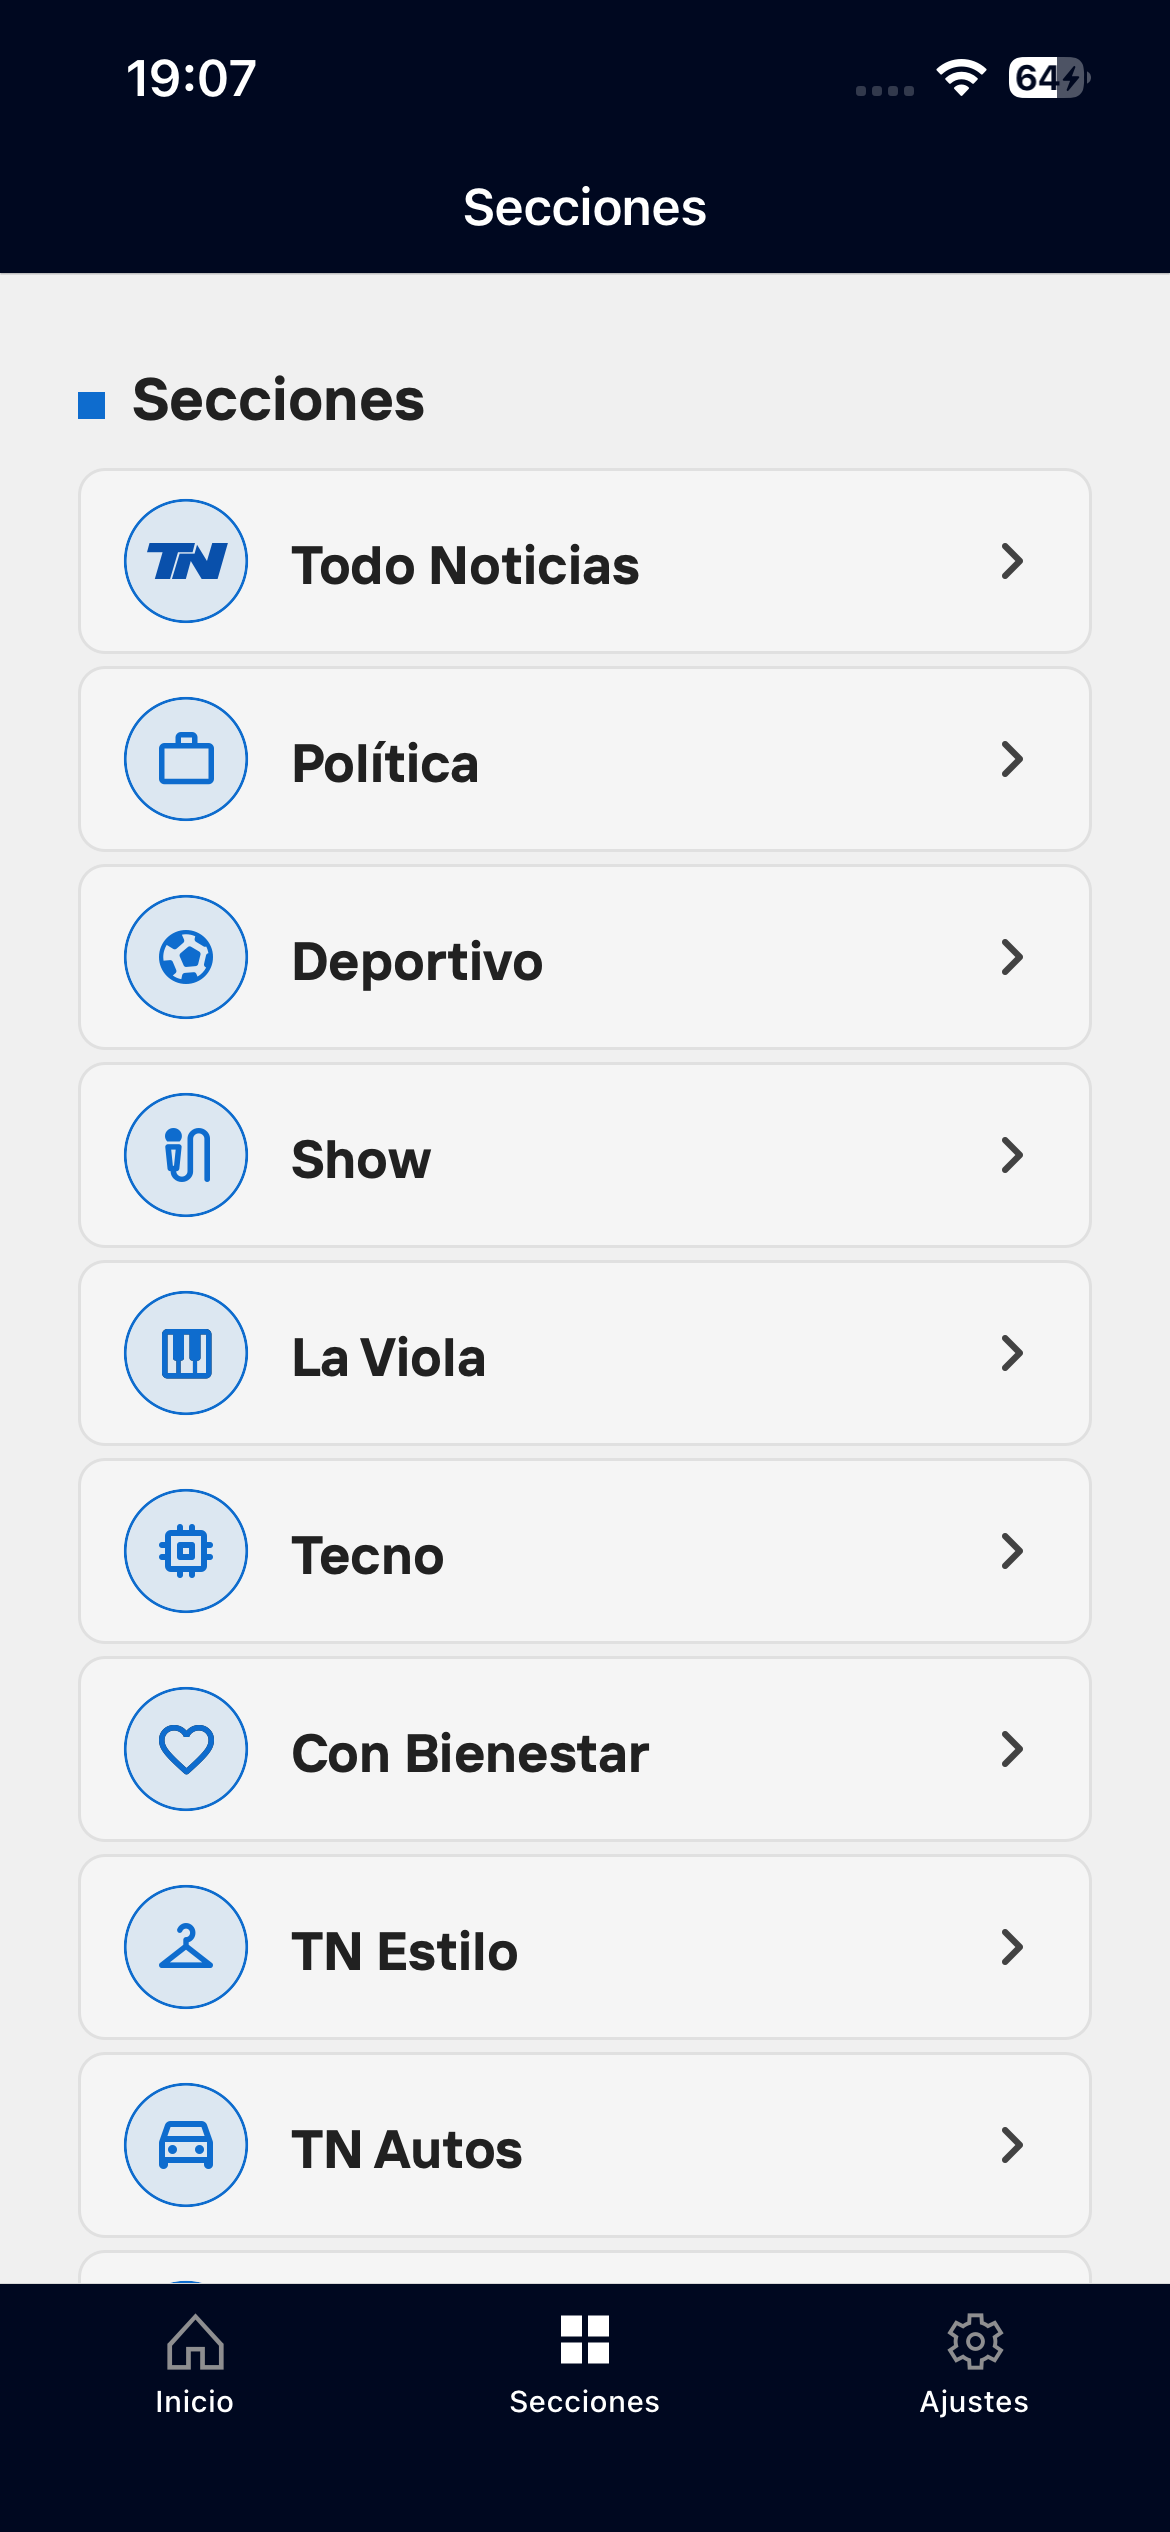 19:07
64
Secciones
Secciones
TN
Todo Noticias
Política
Deportivo
Show
La Viola
Tecno
Con Bienestar
TN Estilo
TN Autos
Inicio
Secciones
Ajustes